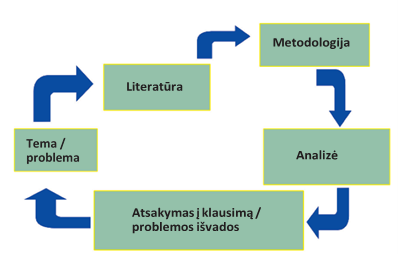 Metodologija
Literatūra
Tema /
problema
Analizė
Atsakymas į klausimą /
problemos išvados